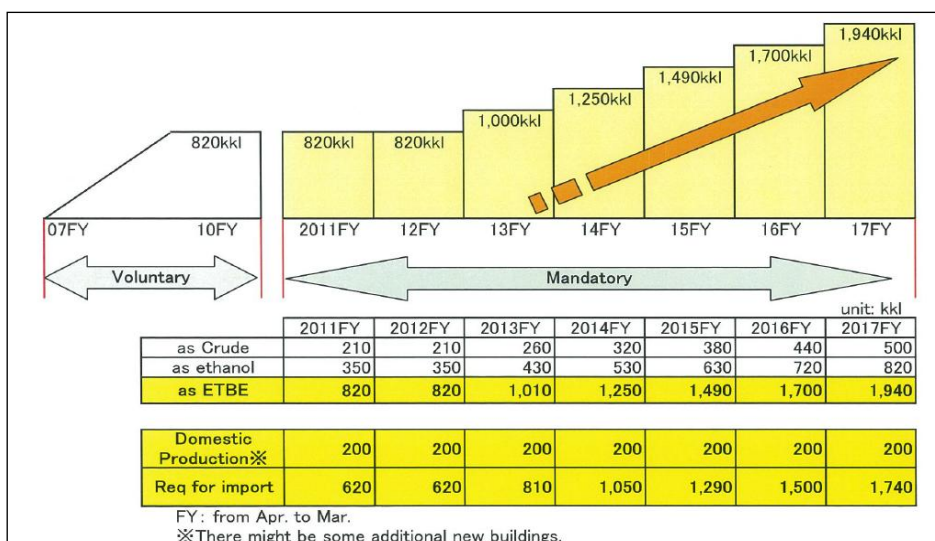 1,940kkl
1,700kkl
1,490kkl
1,250kkl
1,000kkl
820kkl 820kkl 820kkl
07FY 10FY 2011FY 12FY 13FY 14FY 15FY 16FY 17FY
Voluntary Mandatory
unit: kkl
2011FY 2012FY 2013FY 2014FY 2015FY 2016FY 2017FY
as Crude 210 210 260 320 380 440 500
as ethanol 350 350 430 530 630 720 820
as ETBE 820 820 1,010 1,250 1,490 1,700 1,940
Domestic
Production※ 200 200 200 200 200 200 200
Req for import 620 620 810 1,050 1,290 1,500 1,740
FY: from Apr. to Mar.
※There might be some additional new buildings.